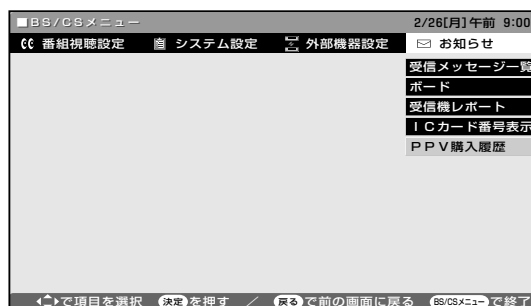 ■BS/CSメニュー 2/26[月]午前 9:00
番組視聴設定 システム設定 外部機器設定 お知らせ
受信メッセージ一覧
ボード
受信機レポート
ICカード番号表示
PPV購入履歴
で項目を選択 決定を押す ／ 戻るで前の画面に戻る BS/CSメニューで終了